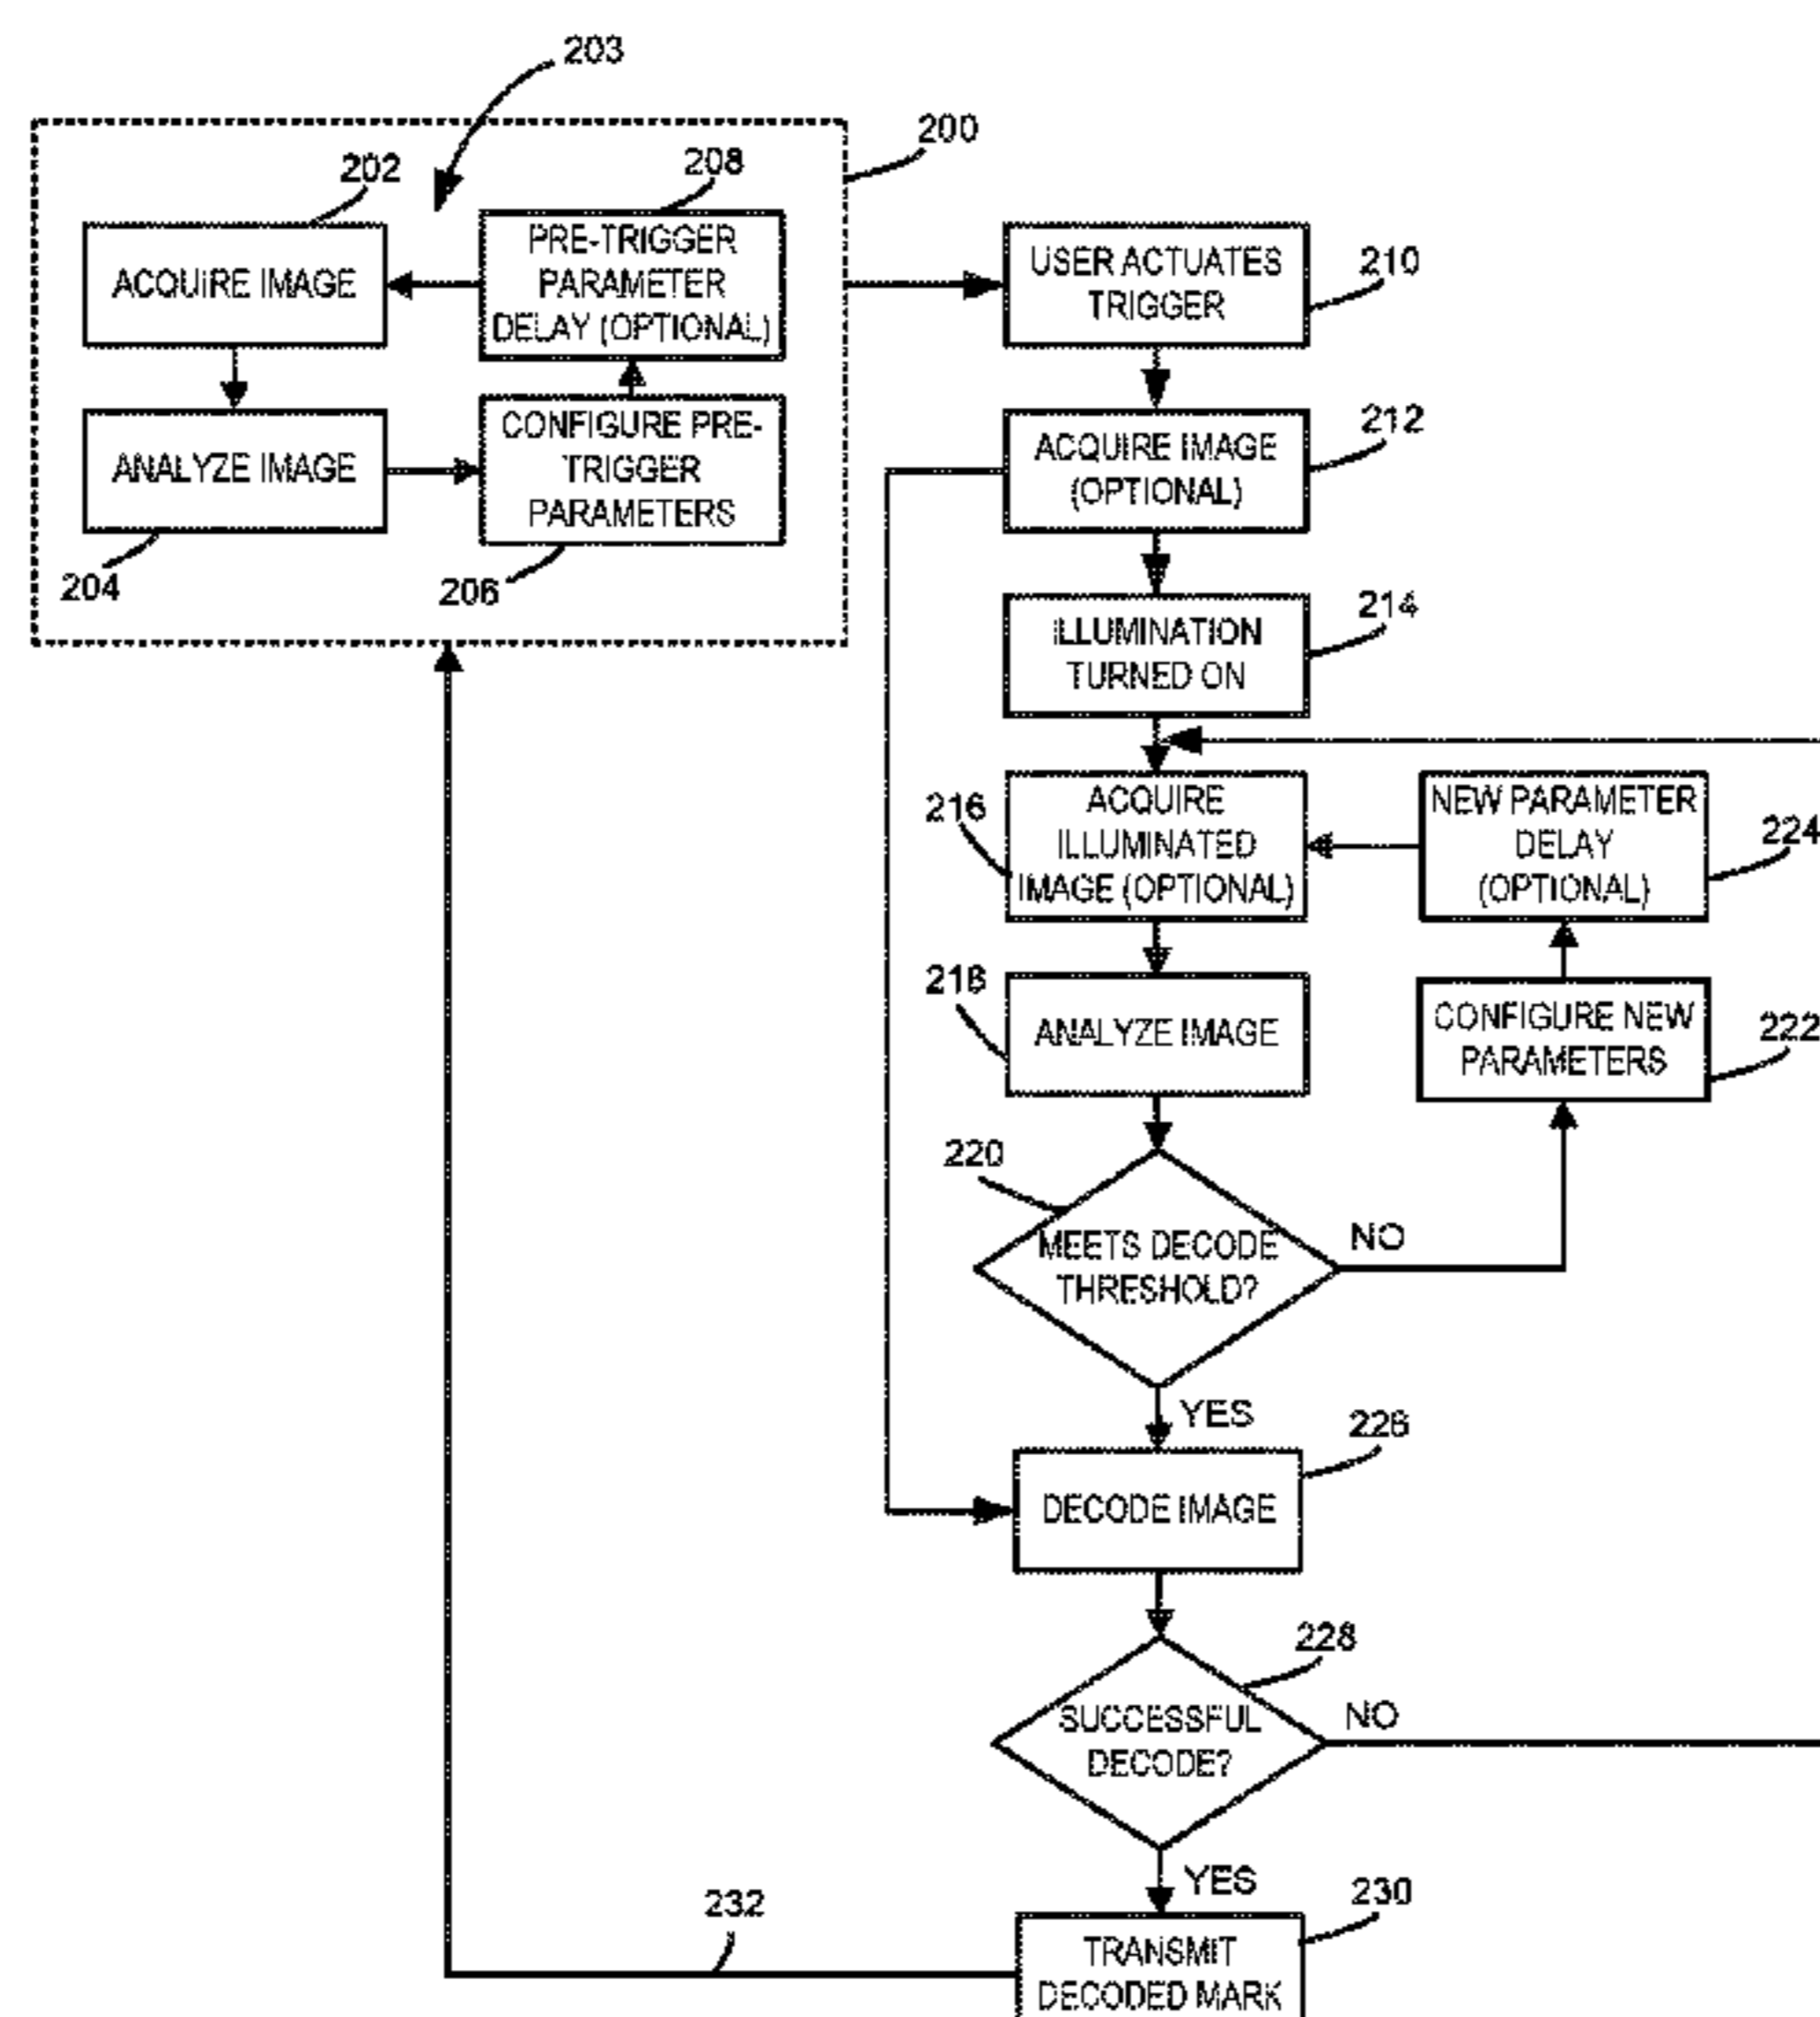 203
200
202
208
ACQUIRE IMAGE
PRE-TRIGGER
PARAMETER
DELAY (OPTIONAL)
ANALYZE IMAGE
CONFIGURE PRE-
TRIGGER
PARAMETERS
204
206
USER ACTUATES
TRIGGER
210
ACQUIRE IMAGE
(OPTIONAL)
212
ILLUMINATION
TURNED ON
214
216
ACQUIRE
ILLUMINATED
IMAGE (OPTIONAL)
NEW PARAMETER
DELAY
(OPTIONAL)
224
218
ANALYZE IMAGE
CONFIGURE NEW
PARAMETERS
222
220
MEETS DECODE
THRESHOLD?
NO
YES
226
DECODE IMAGE
228
SUCCESSFUL
DECODE?
NO
YES
230
232
TRANSMIT
DECODED MARK